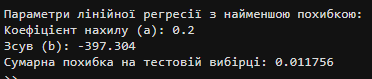 Параметри лінійної регресії з найменшою похибкою:
Коефіцієнт нахилу (a): 0.2
Зсув (b): -397.304
Сумарна похибка на тестовій вибірці: 0.011756
>>